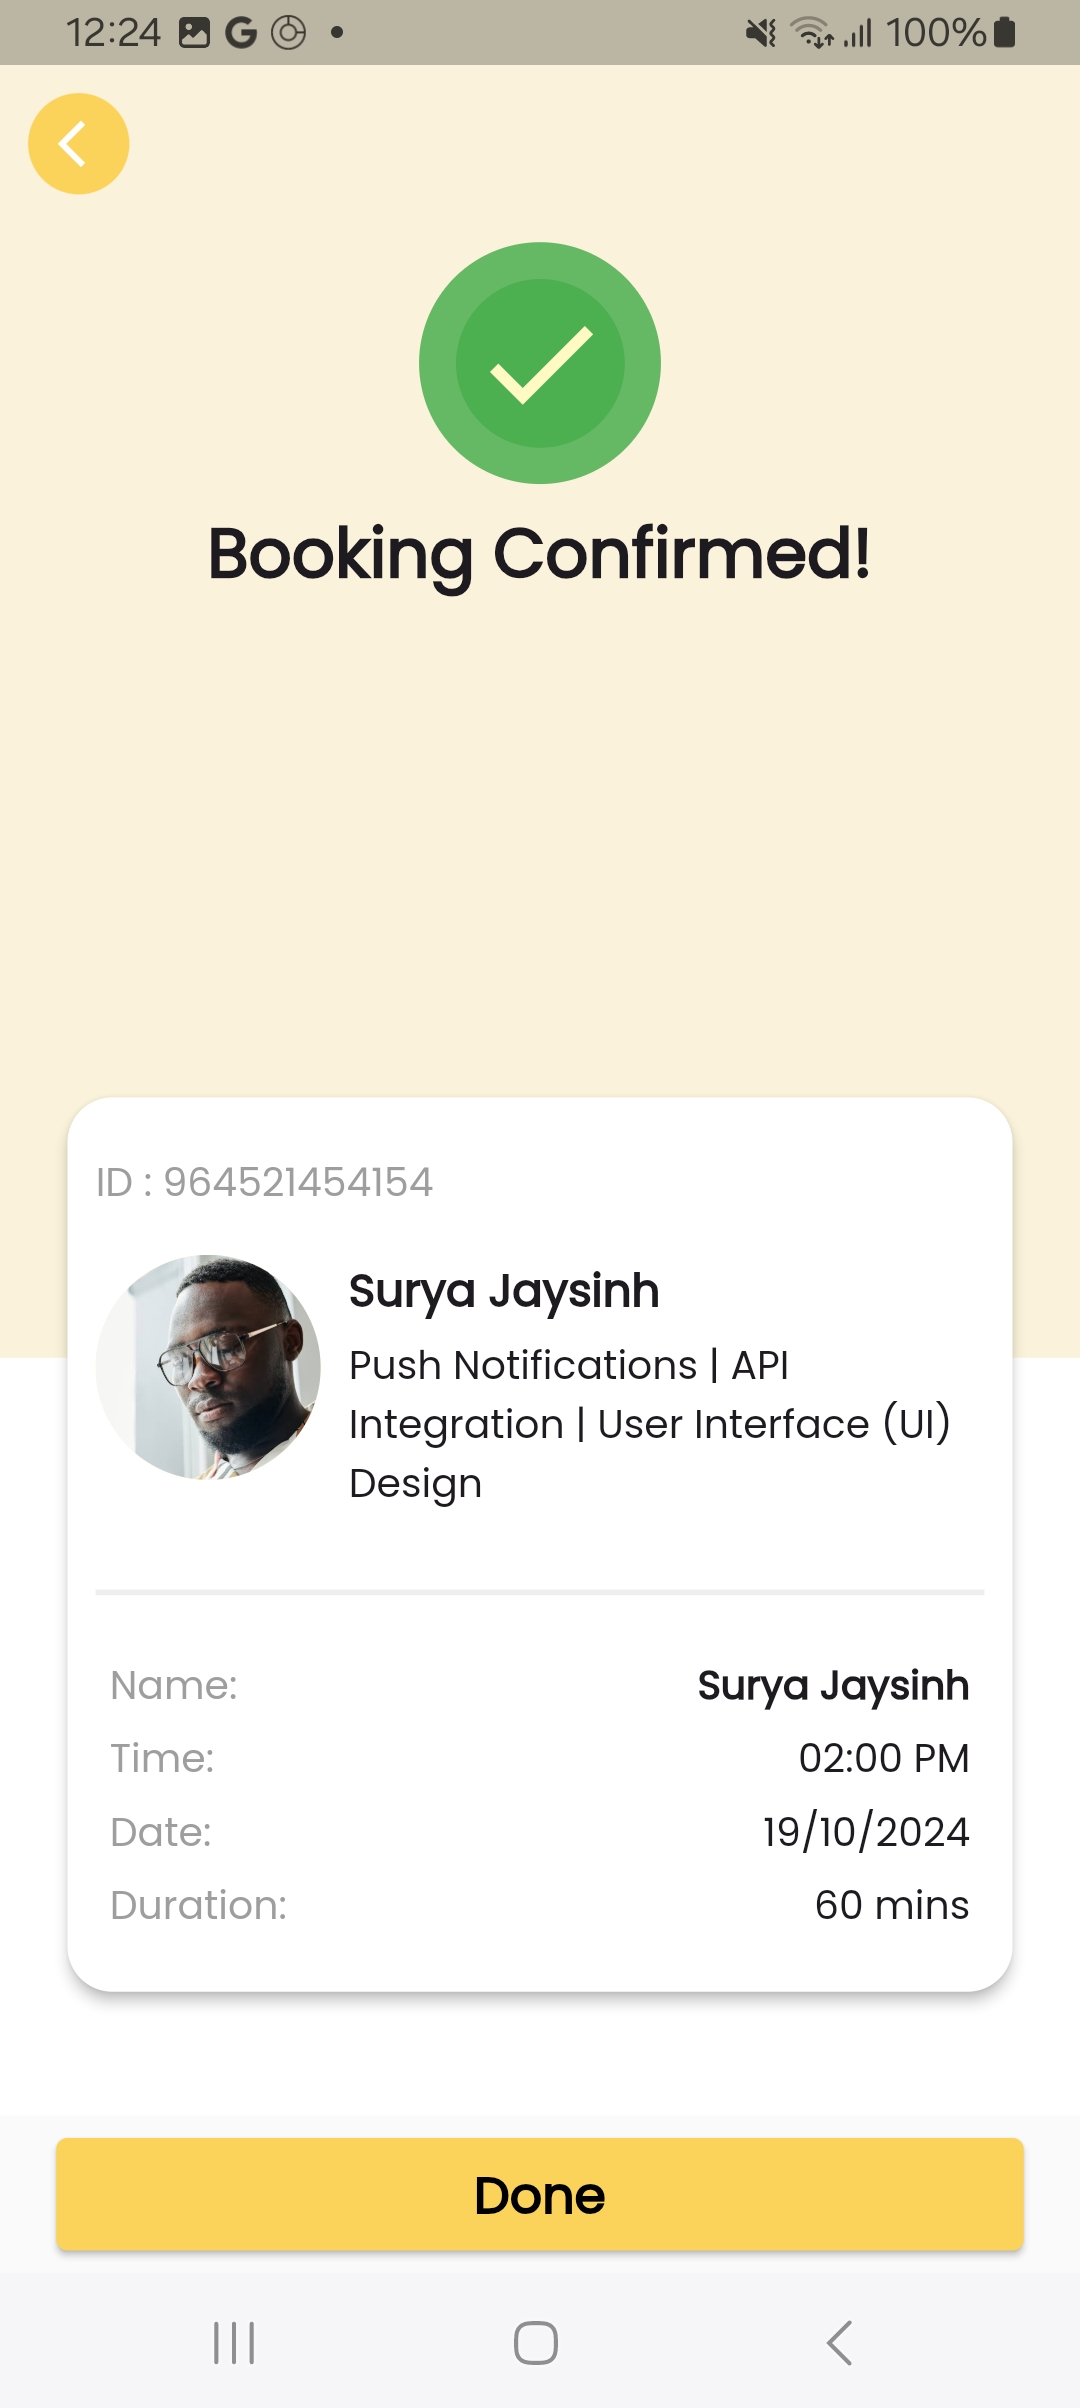 12:24 100%
Booking Confirmed!
ID : 964521454154
Surya Jaysinh
Push Notifications | API
Integration | User Interface (UI)
Design
Name: Surya Jaysinh
Time: 02:00 PM
Date: 19/10/2024
Duration: 60 mins
Done